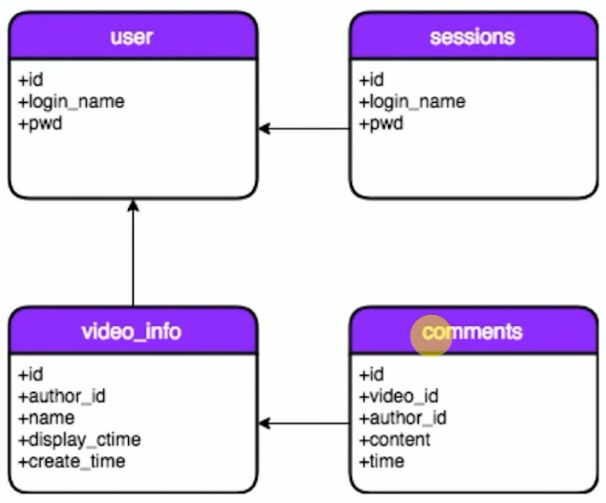 user
+id
+login_name
+pwd
sessions
+id
+login_name
+pwd
video_info
+id
+author_id
+name
+display_ctime
+create_time
comments
+id
+video_id
+author_id
+content
+time